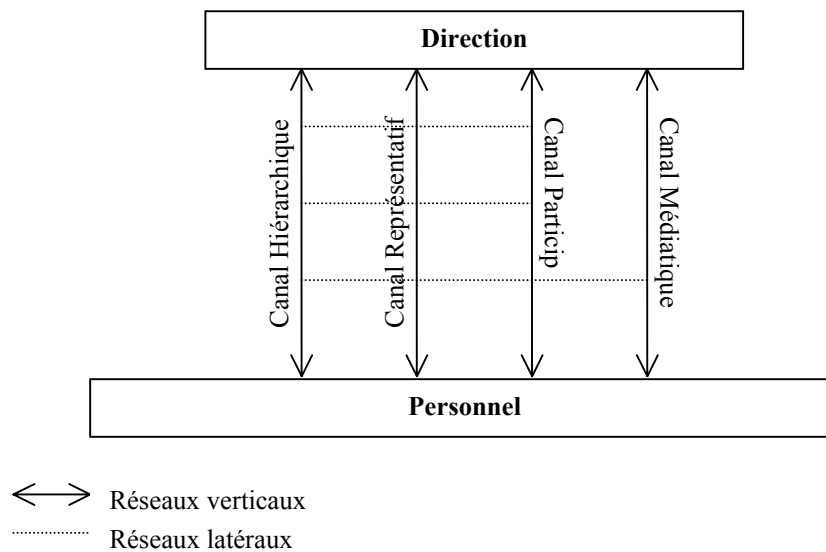 Direction
Canal Hiérarchique
Canal Représentatif
Canal Particip
Canal Médiatique
Personnel
Réseaux verticaux
Réseaux latéraux